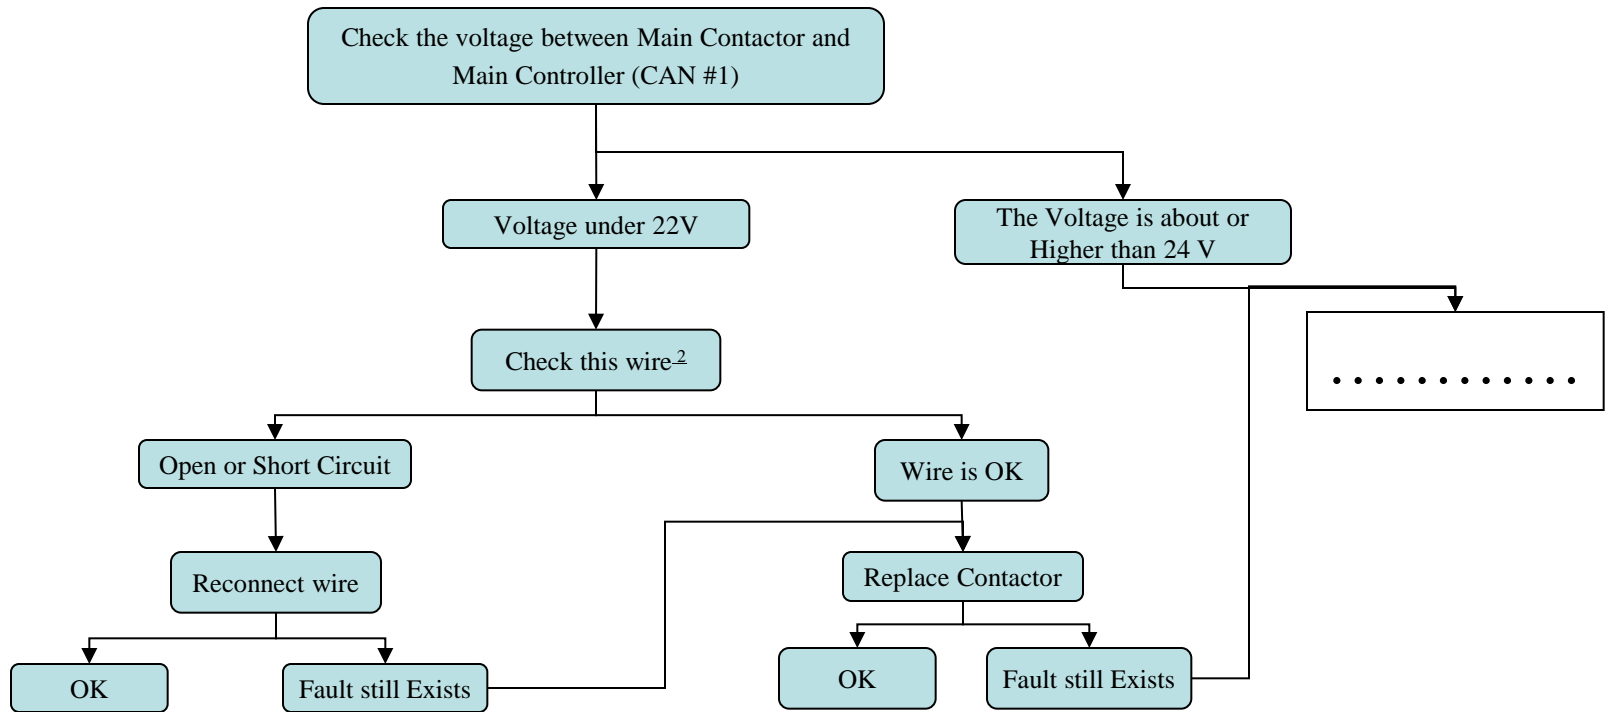 Check the voltage between Main Contactor and
Main Controller (CAN #1)
Voltage under 22V
The Voltage is about or
Higher than 24 V
Check this wire 2
............
Open or Short Circuit
Wire is OK
Reconnect wire
Replace Contactor
OK
Fault still Exists
OK
Fault still Exists